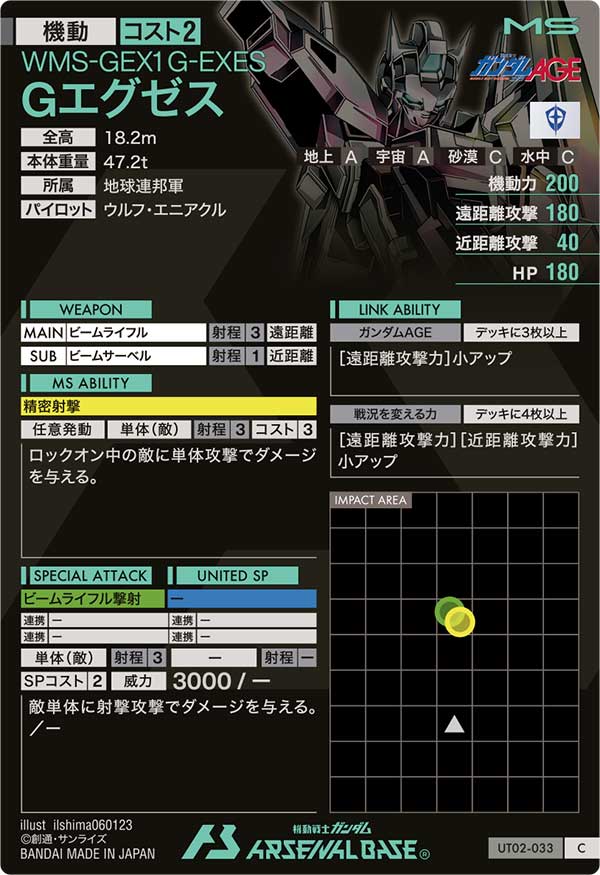 機動 コスト2
MS
WMS-GEX1 G-EXES
Gエグゼス
ガンダムAGE
全高 18.2m
本体重量 47.2t
所属 地球連邦軍
パイロット ウルフ・エニアクル
地上 A 宇宙 A 砂漠 C 水中 C
機動力 200
遠距離攻撃 180
近距離攻撃 40
HP 180
WEAPON
MAIN ビームライフル 射程 3 遠距離
SUB ビームサーベル 射程 1 近距離
MS ABILITY
精密射撃
任意発動 単体(敵) 射程 3 コスト 3
ロックオン中の敵に単体攻撃でダメージ
を与える。
LINK ABILITY
ガンダムAGE デッキに3枚以上
[遠距離攻撃力]小アップ
戦況を変える力 デッキに4枚以上
[遠距離攻撃力][近距離攻撃力]
小アップ
IMPACT AREA
SPECIAL ATTACK UNITED SP
ビームライフル撃射 ー
連携 ー 連携 ー
連携 ー 連携 ー
単体(敵) 射程 3 ー 射程 ー
SPコスト 2 威力 3000 / ー
敵単体に射撃攻撃でダメージを与える。
/ー
illust ilshima060123
©創通・サンライズ
BANDAI MADE IN JAPAN
機動戦士ガンダム
ARSENAL BASE®
UT02-033 C